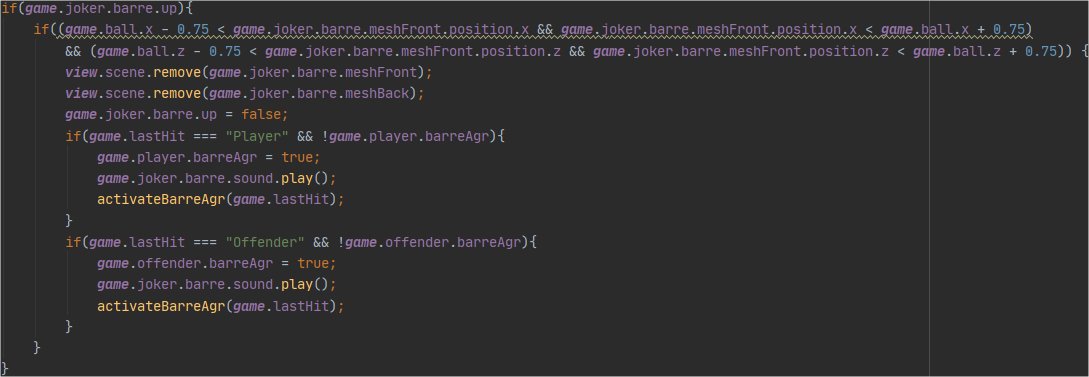 if(game.joker.barre.up){
if((game.ball.x - 0.75 < game.joker.barre.meshFront.position.x && game.joker.barre.meshFront.position.x < game.ball.x + 0.75)
&& (game.ball.z - 0.75 < game.joker.barre.meshFront.position.z && game.joker.barre.meshFront.position.z < game.ball.z + 0.75)) {
view.scene.remove(game.joker.barre.meshFront);
view.scene.remove(game.joker.barre.meshBack);
game.joker.barre.up = false;
if(game.lastHit === "Player" && !game.player.barreAgr){
game.player.barreAgr = true;
game.joker.barre.sound.play();
activateBarreAgr(game.lastHit);
}
if(game.lastHit === "Offender" && !game.offender.barreAgr){
game.offender.barreAgr = true;
game.joker.barre.sound.play();
activateBarreAgr(game.lastHit);
}
}
}